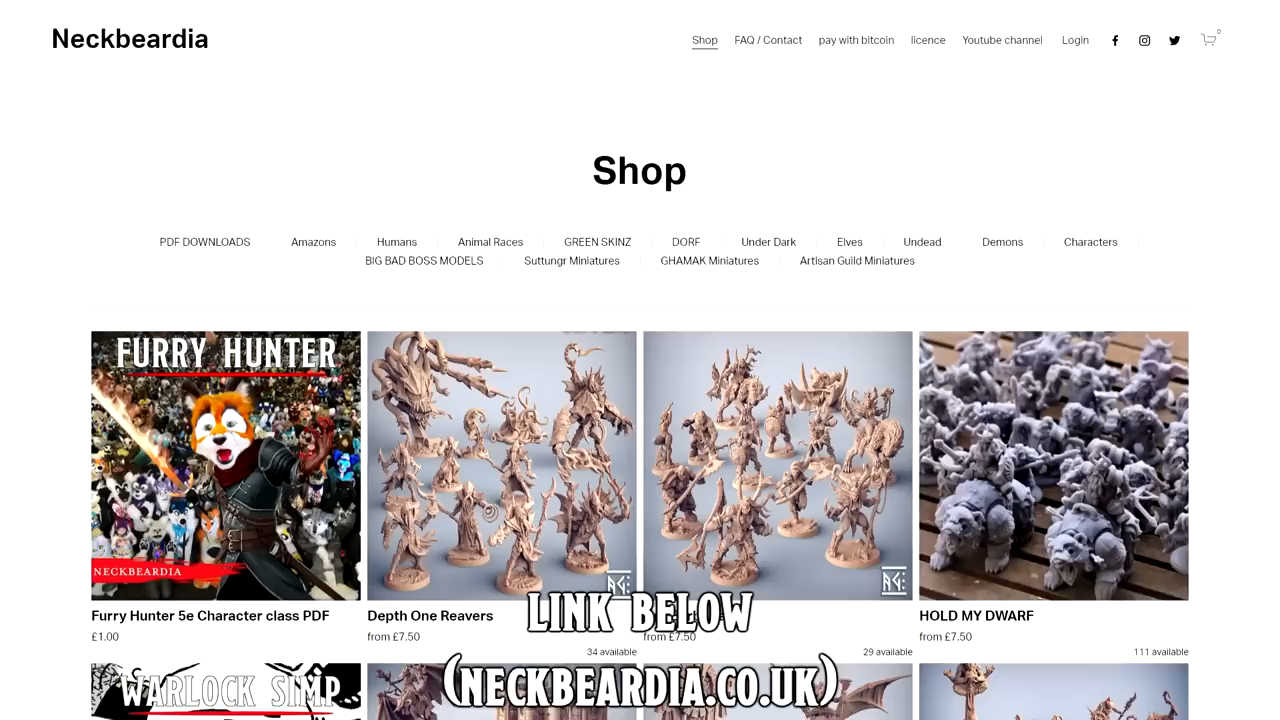 Neckbeardia
Shop FAQ / Contact pay with bitcoin licence Youtube channel Login 0
Shop
PDF DOWNLOADS Amazons Humans Animal Races GREEN SKINZ DORF Under Dark Elves Undead Demons Characters
BIG BAD BOSS MODELS Suttungr Miniatures GHAMAK Miniatures Artisan Guild Miniatures
FURRY HUNTER
NECKBEARDIA
Furry Hunter 5e Character class PDF
£1.00
Depth One Reavers
from £7.50
34 available
from £7.50
29 available
HOLD MY DWARF
from £7.50
111 available
LINK BELOW
(NECKBEARDIA.CO.UK)
WARLOCK SIMP